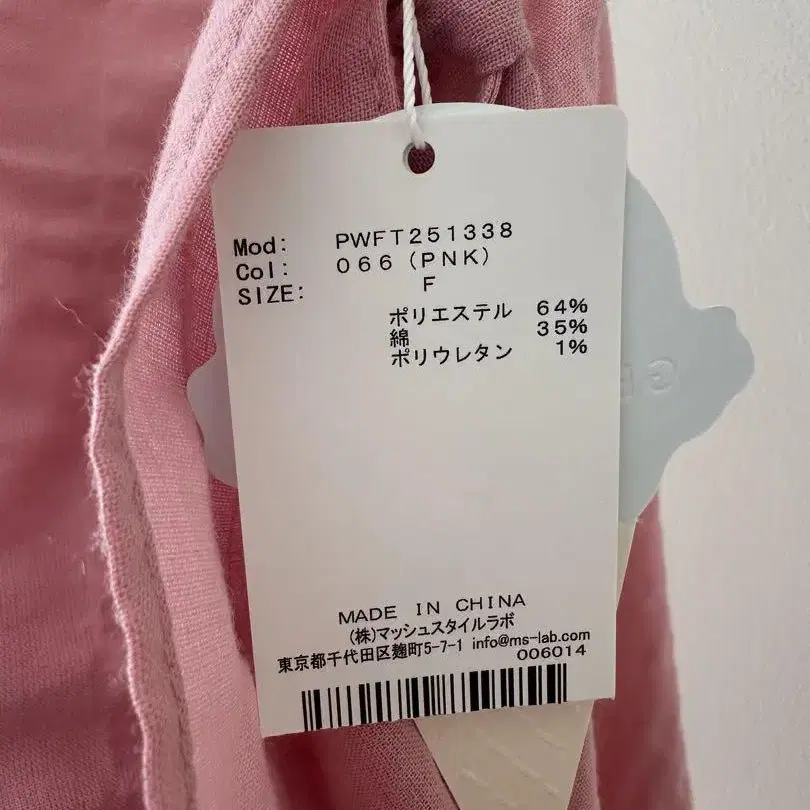 Mod: PWFT251338
Col: 066(PNK)
SIZE: F
ポリエステル 64%
綿 35%
ポリウレタン 1%
MADE IN CHINA
(株)マッシュスタイルラボ
東京都千代田区麹町5-7-1 info@ms-lab.com
006014